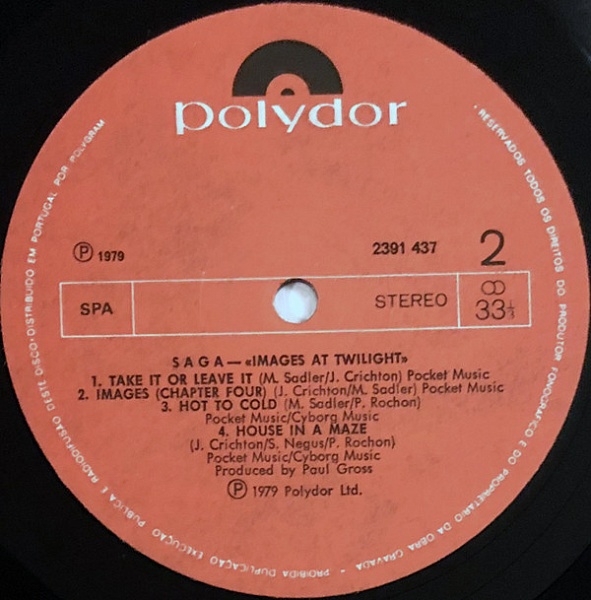 polydor
Ⓟ 1979
2391 437
2
SPA
STEREO
33⅓
SAGA — «IMAGES AT TWILIGHT»
1. TAKE IT OR LEAVE IT (M. Sadler/J. Crichton) Pocket Music
2. IMAGES (CHAPTER FOUR) (J. Crichton/M. Sadler) Pocket Music
3. HOT TO COLD (M. Sadler/P. Rochon)
Pocket Music/Cyborg Music
4. HOUSE IN A MAZE
(J. Crichton/S. Negus/P. Rochon)
Pocket Music/Cyborg Music
Produced by Paul Gross
Ⓟ 1979 Polydor Ltd.
· RESERVADOS TODOS OS DIREITOS DO PRODUTOR FONOGRÁFICO E DO PROPRIETÁRIO DA OBRA GRAVADA · PROIBIDA DUPLICAÇÃO EXECUÇÃO PUBLICA E RADIODIFUSÃO DESTE DISCO · DISTRIBUIDO EM PORTUGAL POR POLYGRAM